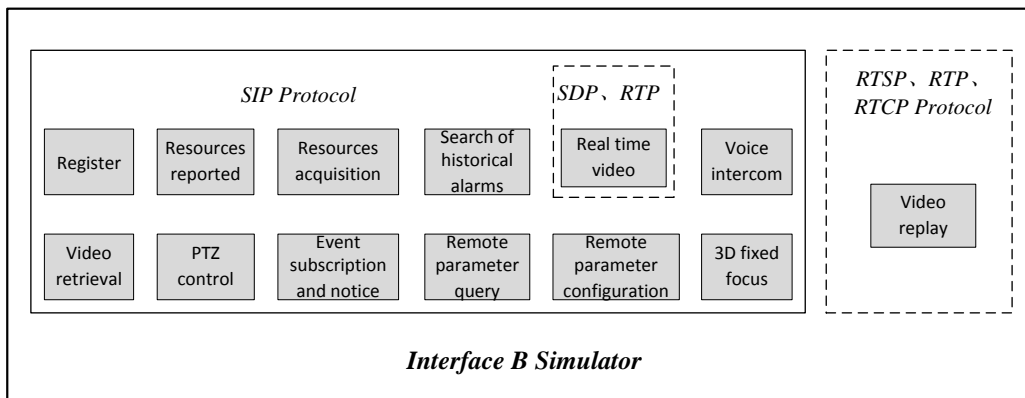 SIP Protocol
SDP、RTP
RTSP、RTP、
RTCP Protocol
Register
Resources
reported
Resources
acquisition
Search of
historical
alarms
Real time
video
Voice
intercom
Video
replay
Video
retrieval
PTZ
control
Event
subscription
and notice
Remote
parameter
query
Remote
parameter
configuration
3D fixed
focus
Interface B Simulator